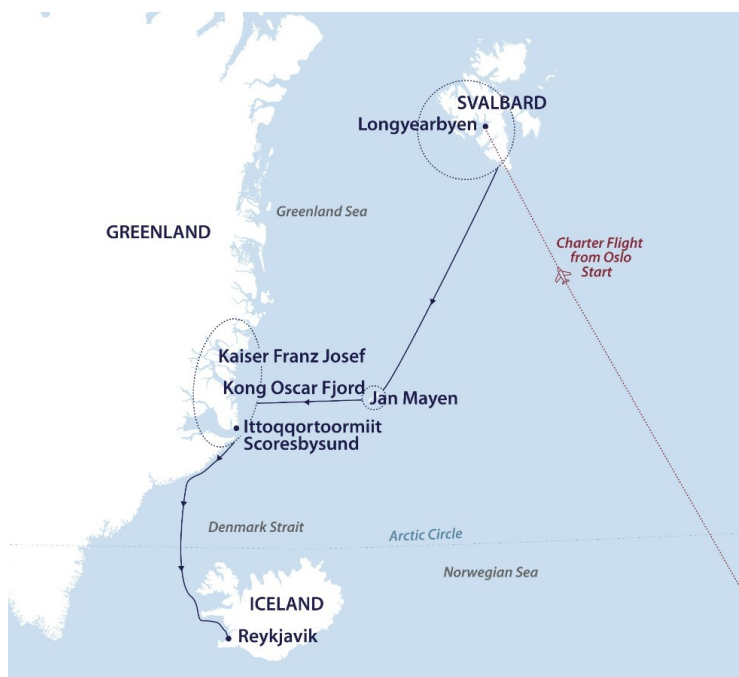 SVALBARD
Longyearbyen
Greenland Sea
GREENLAND
Charter Flight
from Oslo
Start
Kaiser Franz Josef
Kong Oscar Fjord
Jan Mayen
Ittoqqortoormiit
Scoresbysund
Denmark Strait
Arctic Circle
Norwegian Sea
ICELAND
Reykjavik